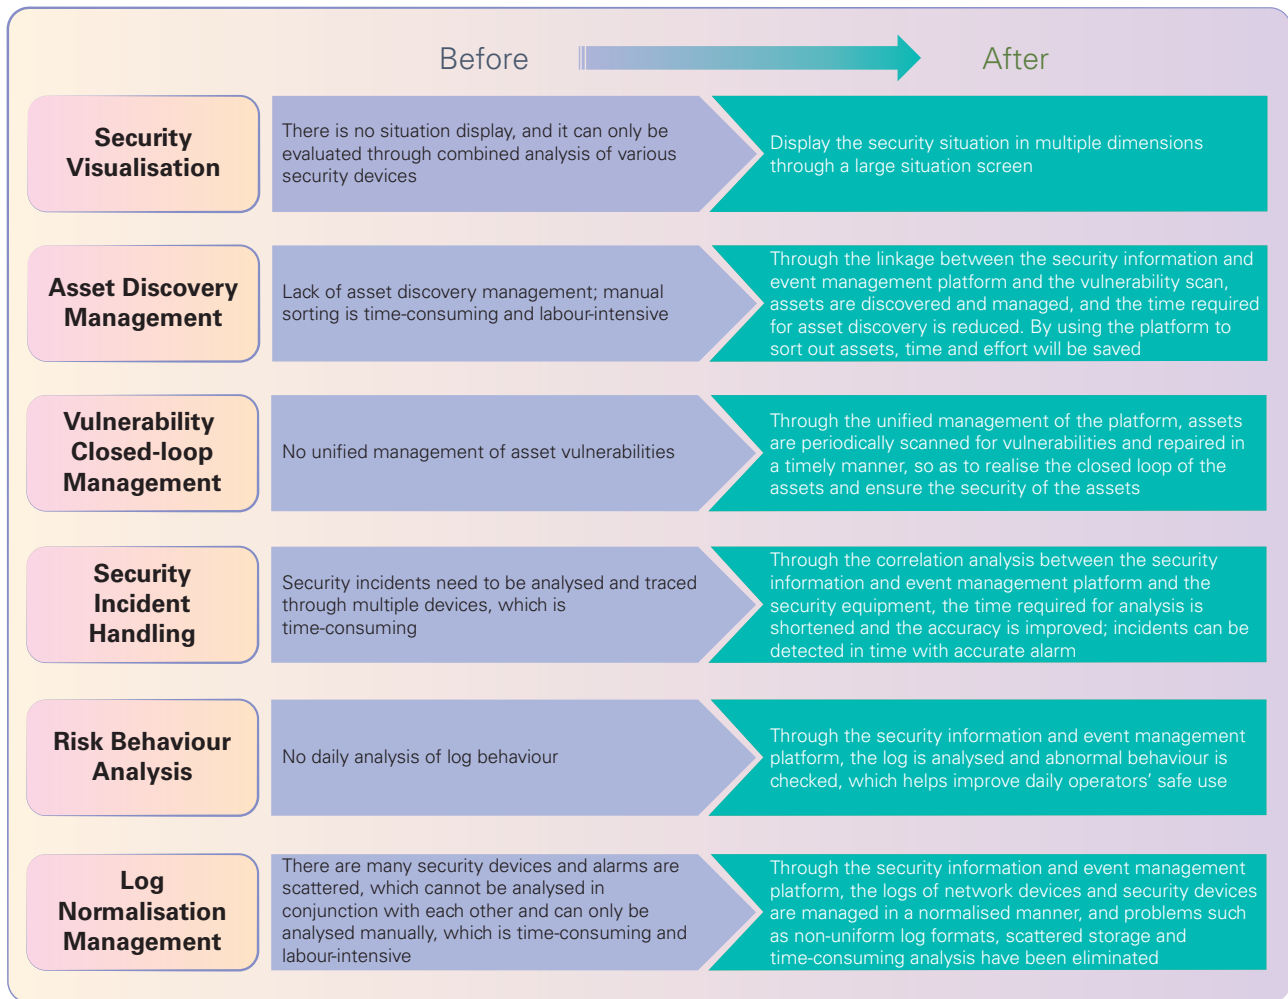 Before
After
Security
Visualisation
There is no situation display, and it can only be
evaluated through combined analysis of various
security devices
Display the security situation in multiple dimensions
through a large situation screen
Asset Discovery
Management
Lack of asset discovery management; manual
sorting is time-consuming and labour-intensive
Through the linkage between the security information and
event management platform and the vulnerability scan,
assets are discovered and managed, and the time required
for asset discovery is reduced. By using the platform to
sort out assets, time and effort will be saved
Vulnerability
Closed-loop
Management
No unified management of asset vulnerabilities
Through the unified management of the platform, assets
are periodically scanned for vulnerabilities and repaired in
a timely manner, so as to realise the closed loop of the
assets and ensure the security of the assets
Security
Incident
Handling
Security incidents need to be analysed and traced
through multiple devices, which is
time-consuming
Through the correlation analysis between the security
information and event management platform and the
security equipment, the time required for analysis is
shortened and the accuracy is improved; incidents can be
detected in time with accurate alarm
Risk Behaviour
Analysis
No daily analysis of log behaviour
Through the security information and event management
platform, the log is analysed and abnormal behaviour is
checked, which helps improve daily operators’ safe use
Log
Normalisation
Management
There are many security devices and alarms are
scattered, which cannot be analysed in
conjunction with each other and can only be
analysed manually, which is time-consuming and
labour-intensive
Through the security information and event management
platform, the logs of network devices and security devices
are managed in a normalised manner, and problems such
as non-uniform log formats, scattered storage and
time-consuming analysis have been eliminated